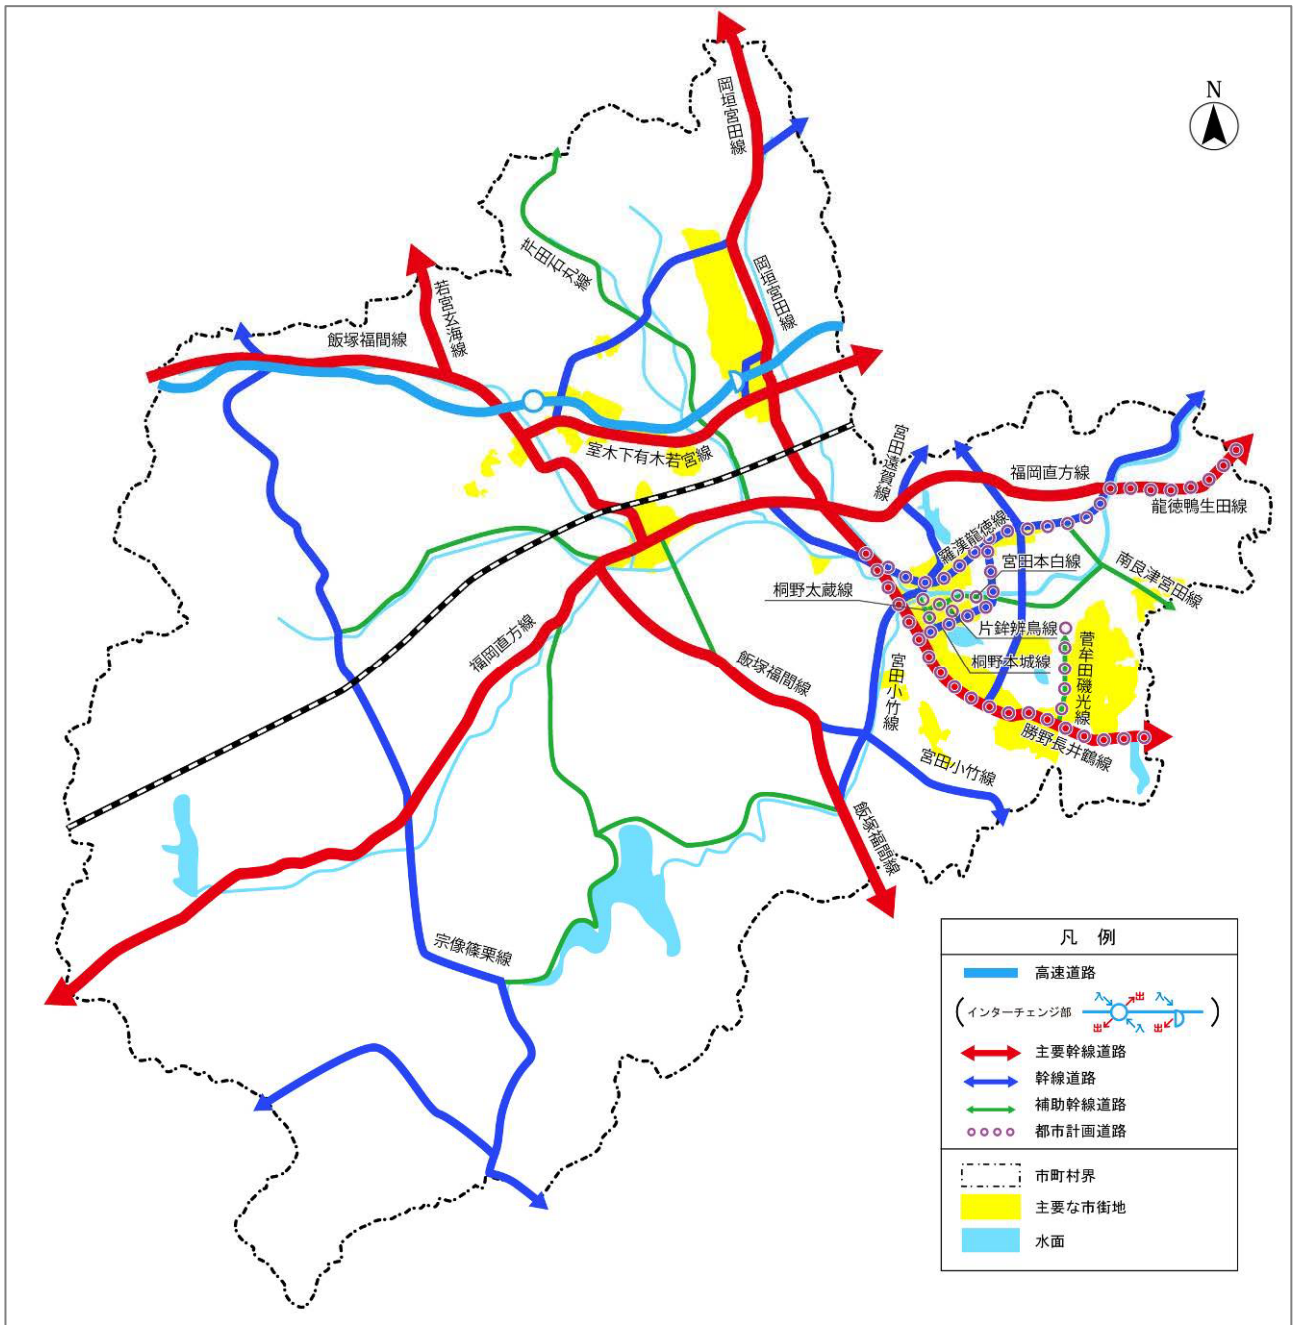 N
岡垣宮田線
芹田石丸線
岡垣宮田線
若宮玄海線
飯塚福間線
室木下有木若宮線
宮田遠賀線
福岡直方線
龍徳鴨生田線
羅漢龍徳線
宮田本白線
南良津宮田線
桐野太蔵線
片鉾辨鳥線
桐野本城線
菅牟田磯光線
福岡直方線
飯塚福間線
宮田小竹線
勝野長井鶴線
宮田小竹線
飯塚福間線
宗像篠栗線
凡 例
高速道路
(インターチェンジ部 入 出 入 出 入 出)
主要幹線道路
幹線道路
補助幹線道路
都市計画道路
市町村界
主要な市街地
水面